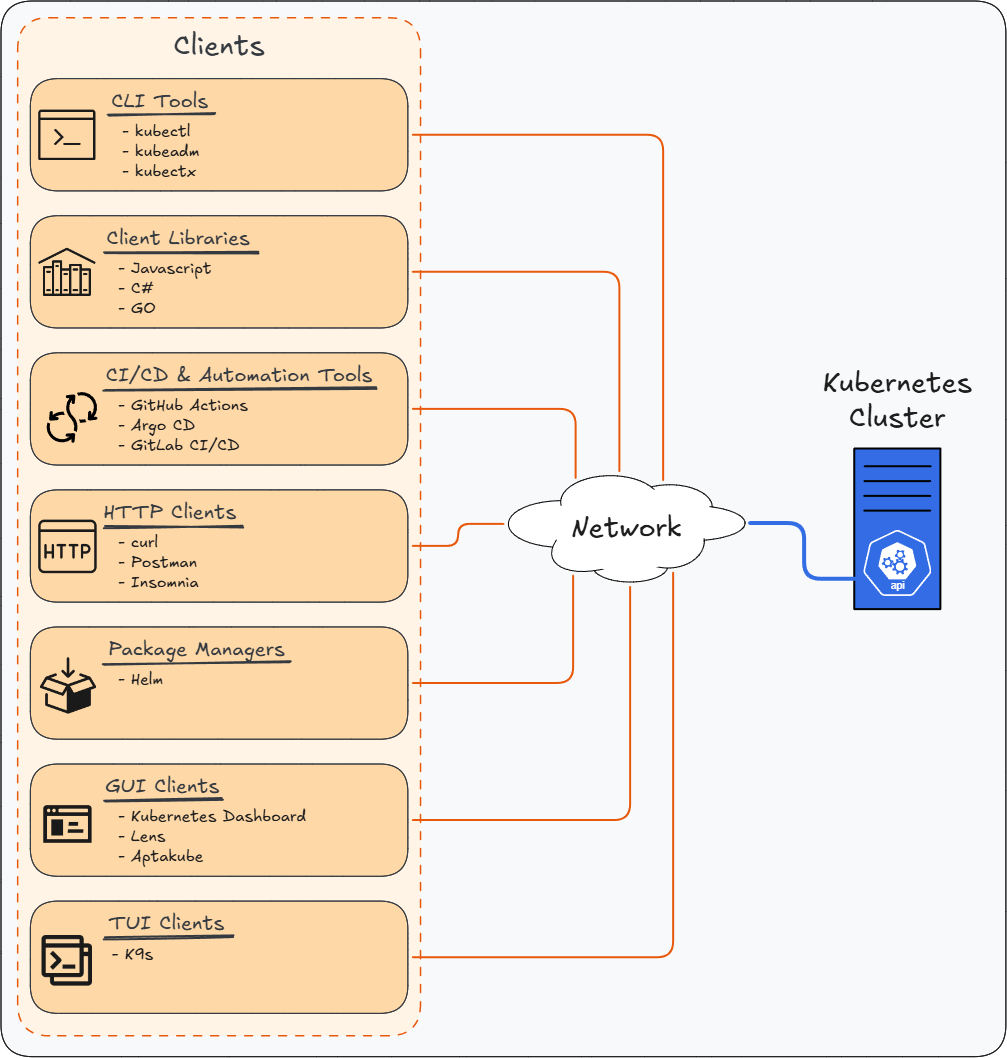 Clients
CLI Tools
>_
- kubectl
- kubeadm
- kubectx
Client Libraries
- Javascript
- C#
- GO
CI/CD & Automation Tools
- GitHub Actions
- Argo CD
- GitLab CI/CD
HTTP Clients
HTTP
- curl
- Postman
- Insomnia
Package Managers
- Helm
GUI Clients
- Kubernetes Dashboard
- Lens
- Aptakube
TUI Clients
>_
- K9s
Network
Kubernetes
Cluster
api